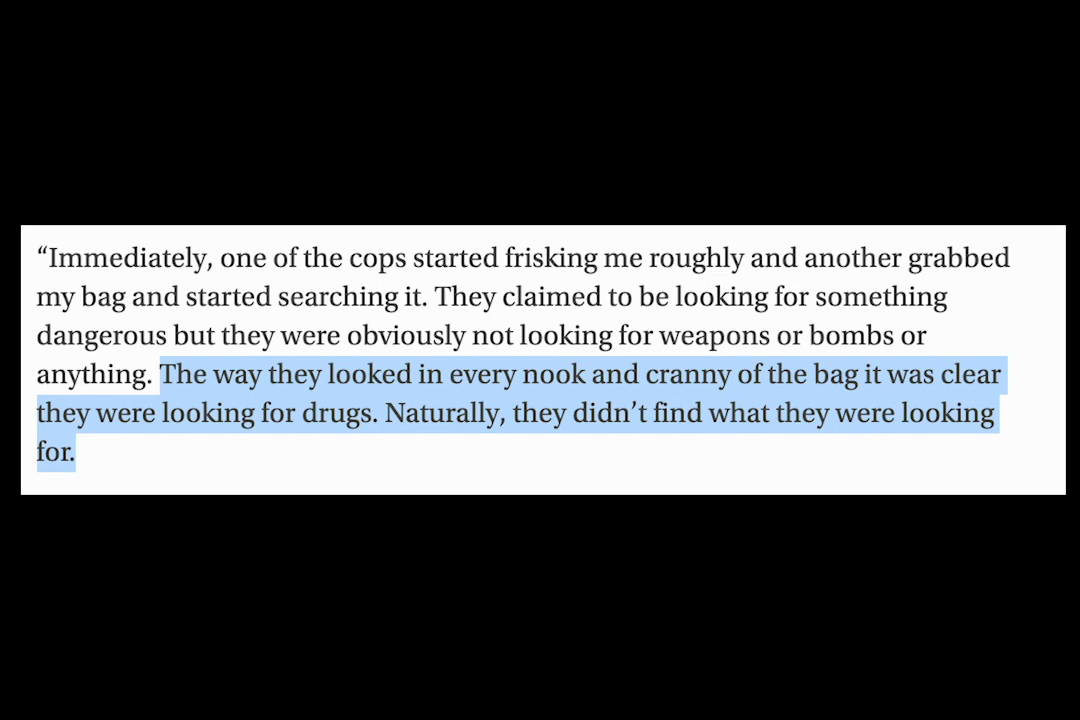 “Immediately, one of the cops started frisking me roughly and another grabbed
my bag and started searching it. They claimed to be looking for something
dangerous but they were obviously not looking for weapons or bombs or
anything. The way they looked in every nook and cranny of the bag it was clear
they were looking for drugs. Naturally, they didn’t find what they were looking
for.